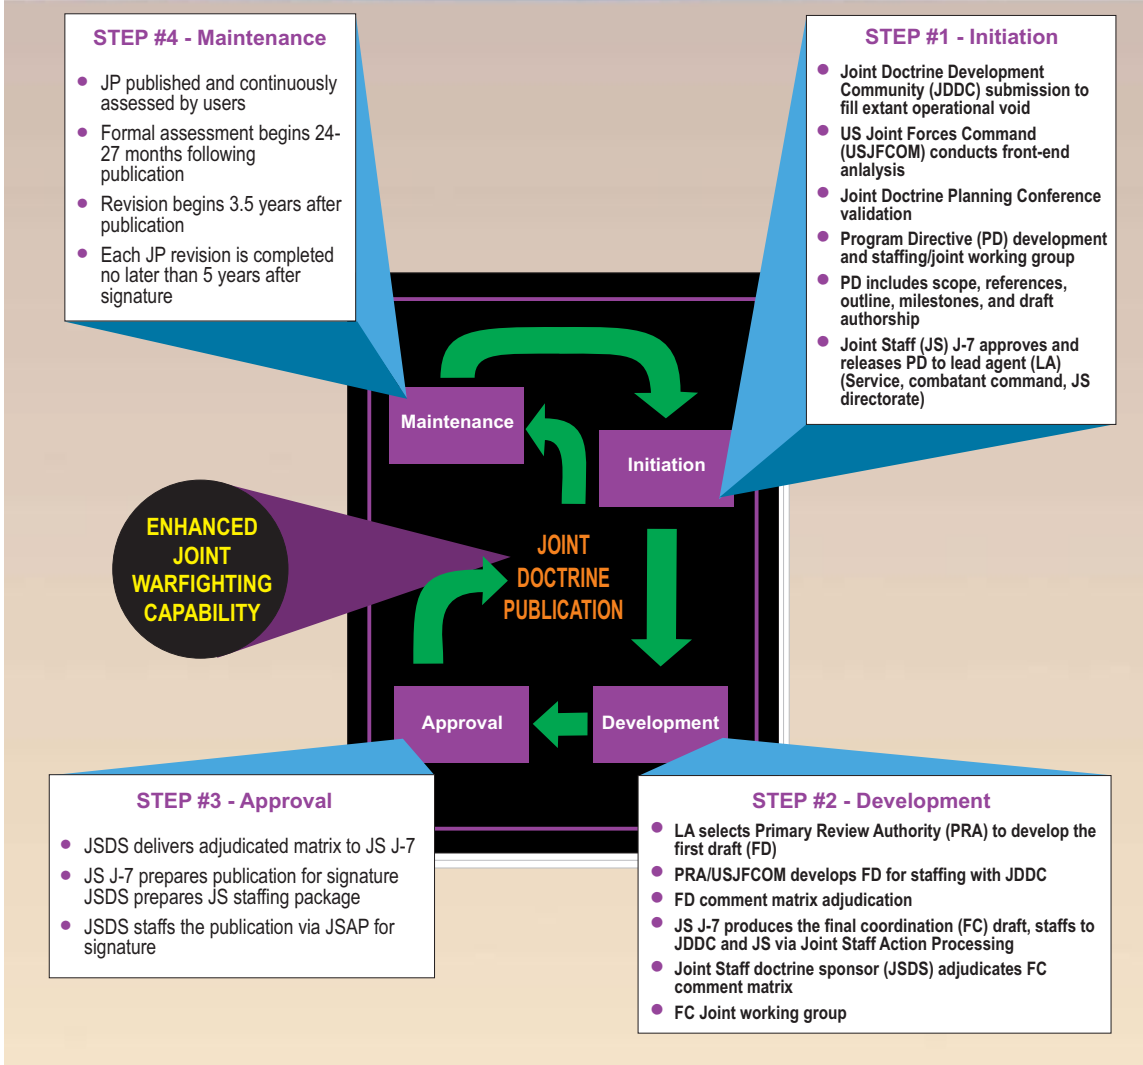 STEP #4 - Maintenance
JP published and continuously
assessed by users
Formal assessment begins 24-
27 months following
publication
Revision begins 3.5 years after
publication
Each JP revision is completed
no later than 5 years after
signature
STEP #1 - Initiation
Joint Doctrine Development
Community (JDDC) submission to
fill extant operational void
US Joint Forces Command
(USJFCOM) conducts front-end
anlalysis
Joint Doctrine Planning Conference
validation
Program Directive (PD) development
and staffing/joint working group
PD includes scope, references,
outline, milestones, and draft
authorship
Joint Staff (JS) J-7 approves and
releases PD to lead agent (LA)
(Service, combatant command, JS
directorate)
Maintenance
Initiation
ENHANCED
JOINT
WARFIGHTING
CAPABILITY
JOINT
DOCTRINE
PUBLICATION
Approval
Development
STEP #3 - Approval
JSDS delivers adjudicated matrix to JS J-7
JS J-7 prepares publication for signature
JSDS prepares JS staffing package
JSDS staffs the publication via JSAP for
signature
STEP #2 - Development
LA selects Primary Review Authority (PRA) to develop the
first draft (FD)
PRA/USJFCOM develops FD for staffing with JDDC
FD comment matrix adjudication
JS J-7 produces the final coordination (FC) draft, staffs to
JDDC and JS via Joint Staff Action Processing
Joint Staff doctrine sponsor (JSDS) adjudicates FC
comment matrix
FC Joint working group